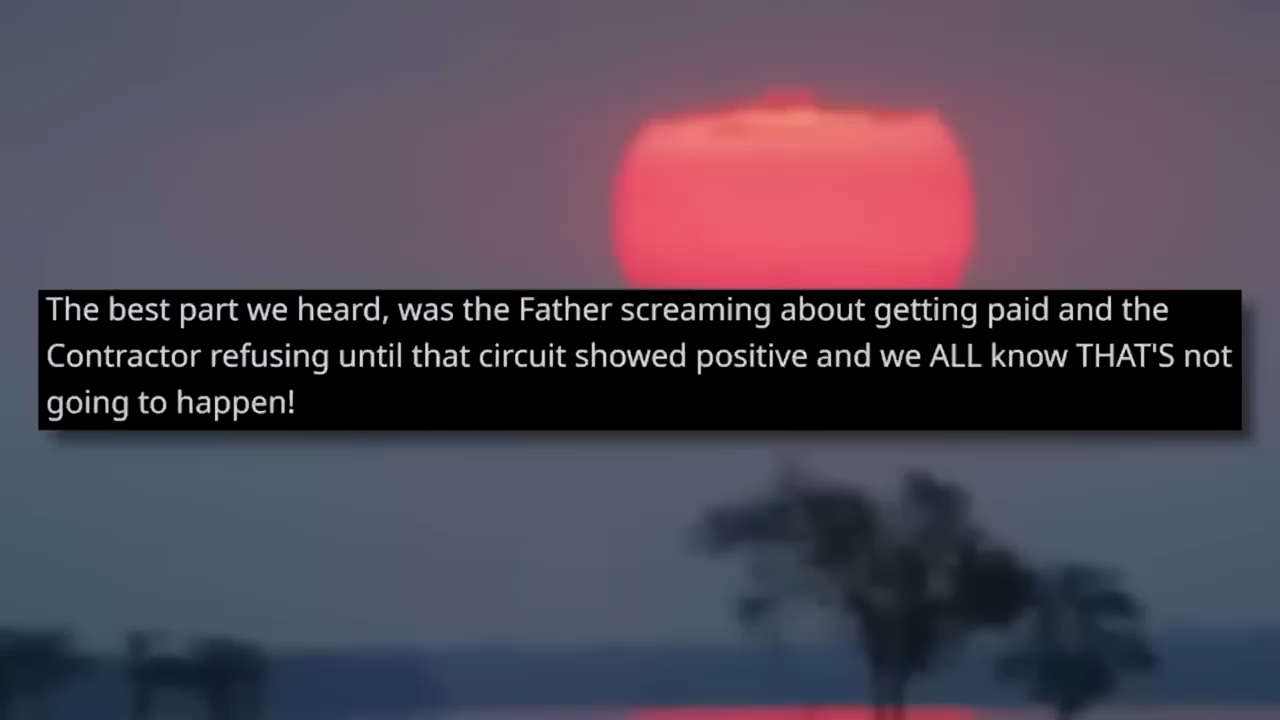 The best part we heard, was the Father screaming about getting paid and the
Contractor refusing until that circuit showed positive and we ALL know THAT'S not
going to happen!